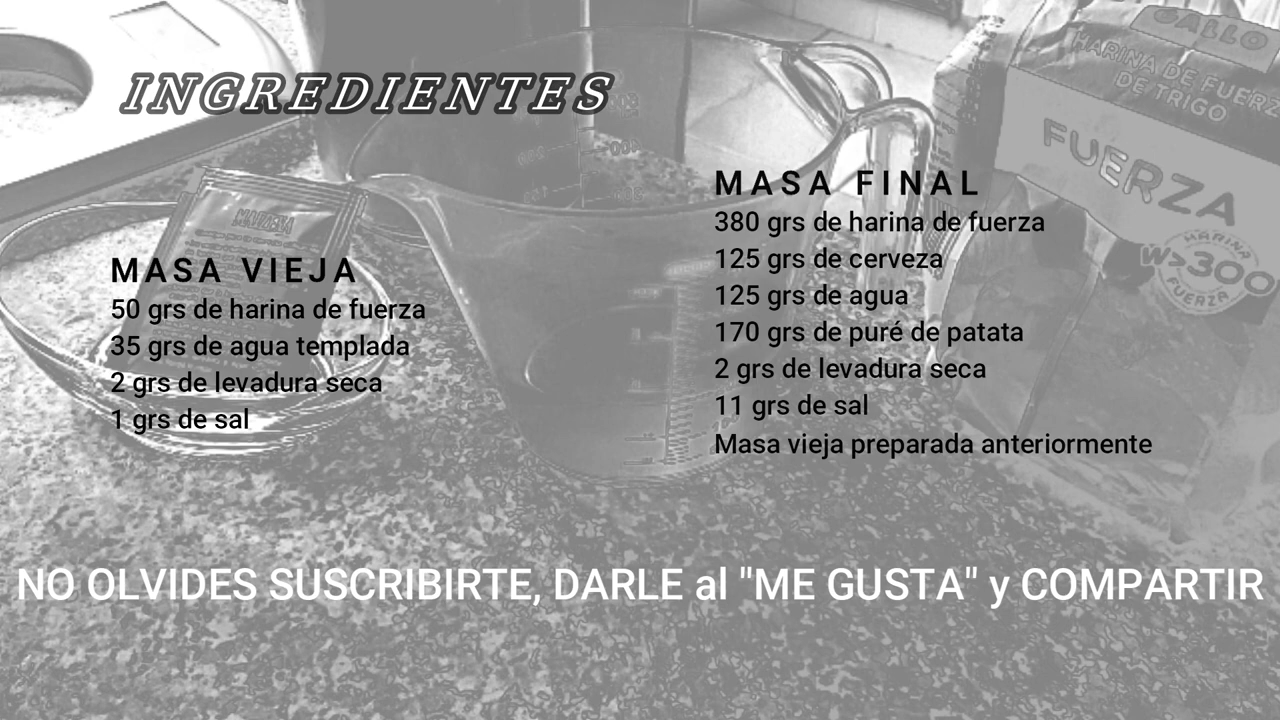 INGREDIENTES
MASA VIEJA
50 grs de harina de fuerza
35 grs de agua templada
2 grs de levadura seca
1 grs de sal
MASA FINAL
380 grs de harina de fuerza
125 grs de cerveza
125 grs de agua
170 grs de puré de patata
2 grs de levadura seca
11 grs de sal
Masa vieja preparada anteriormente
NO OLVIDES SUSCRIBIRTE, DARLE al "ME GUSTA" y COMPARTIR
GALLO
HARINA DE FUERZA
DE TRIGO
FUERZA
HARINA
W>300
FUERZA